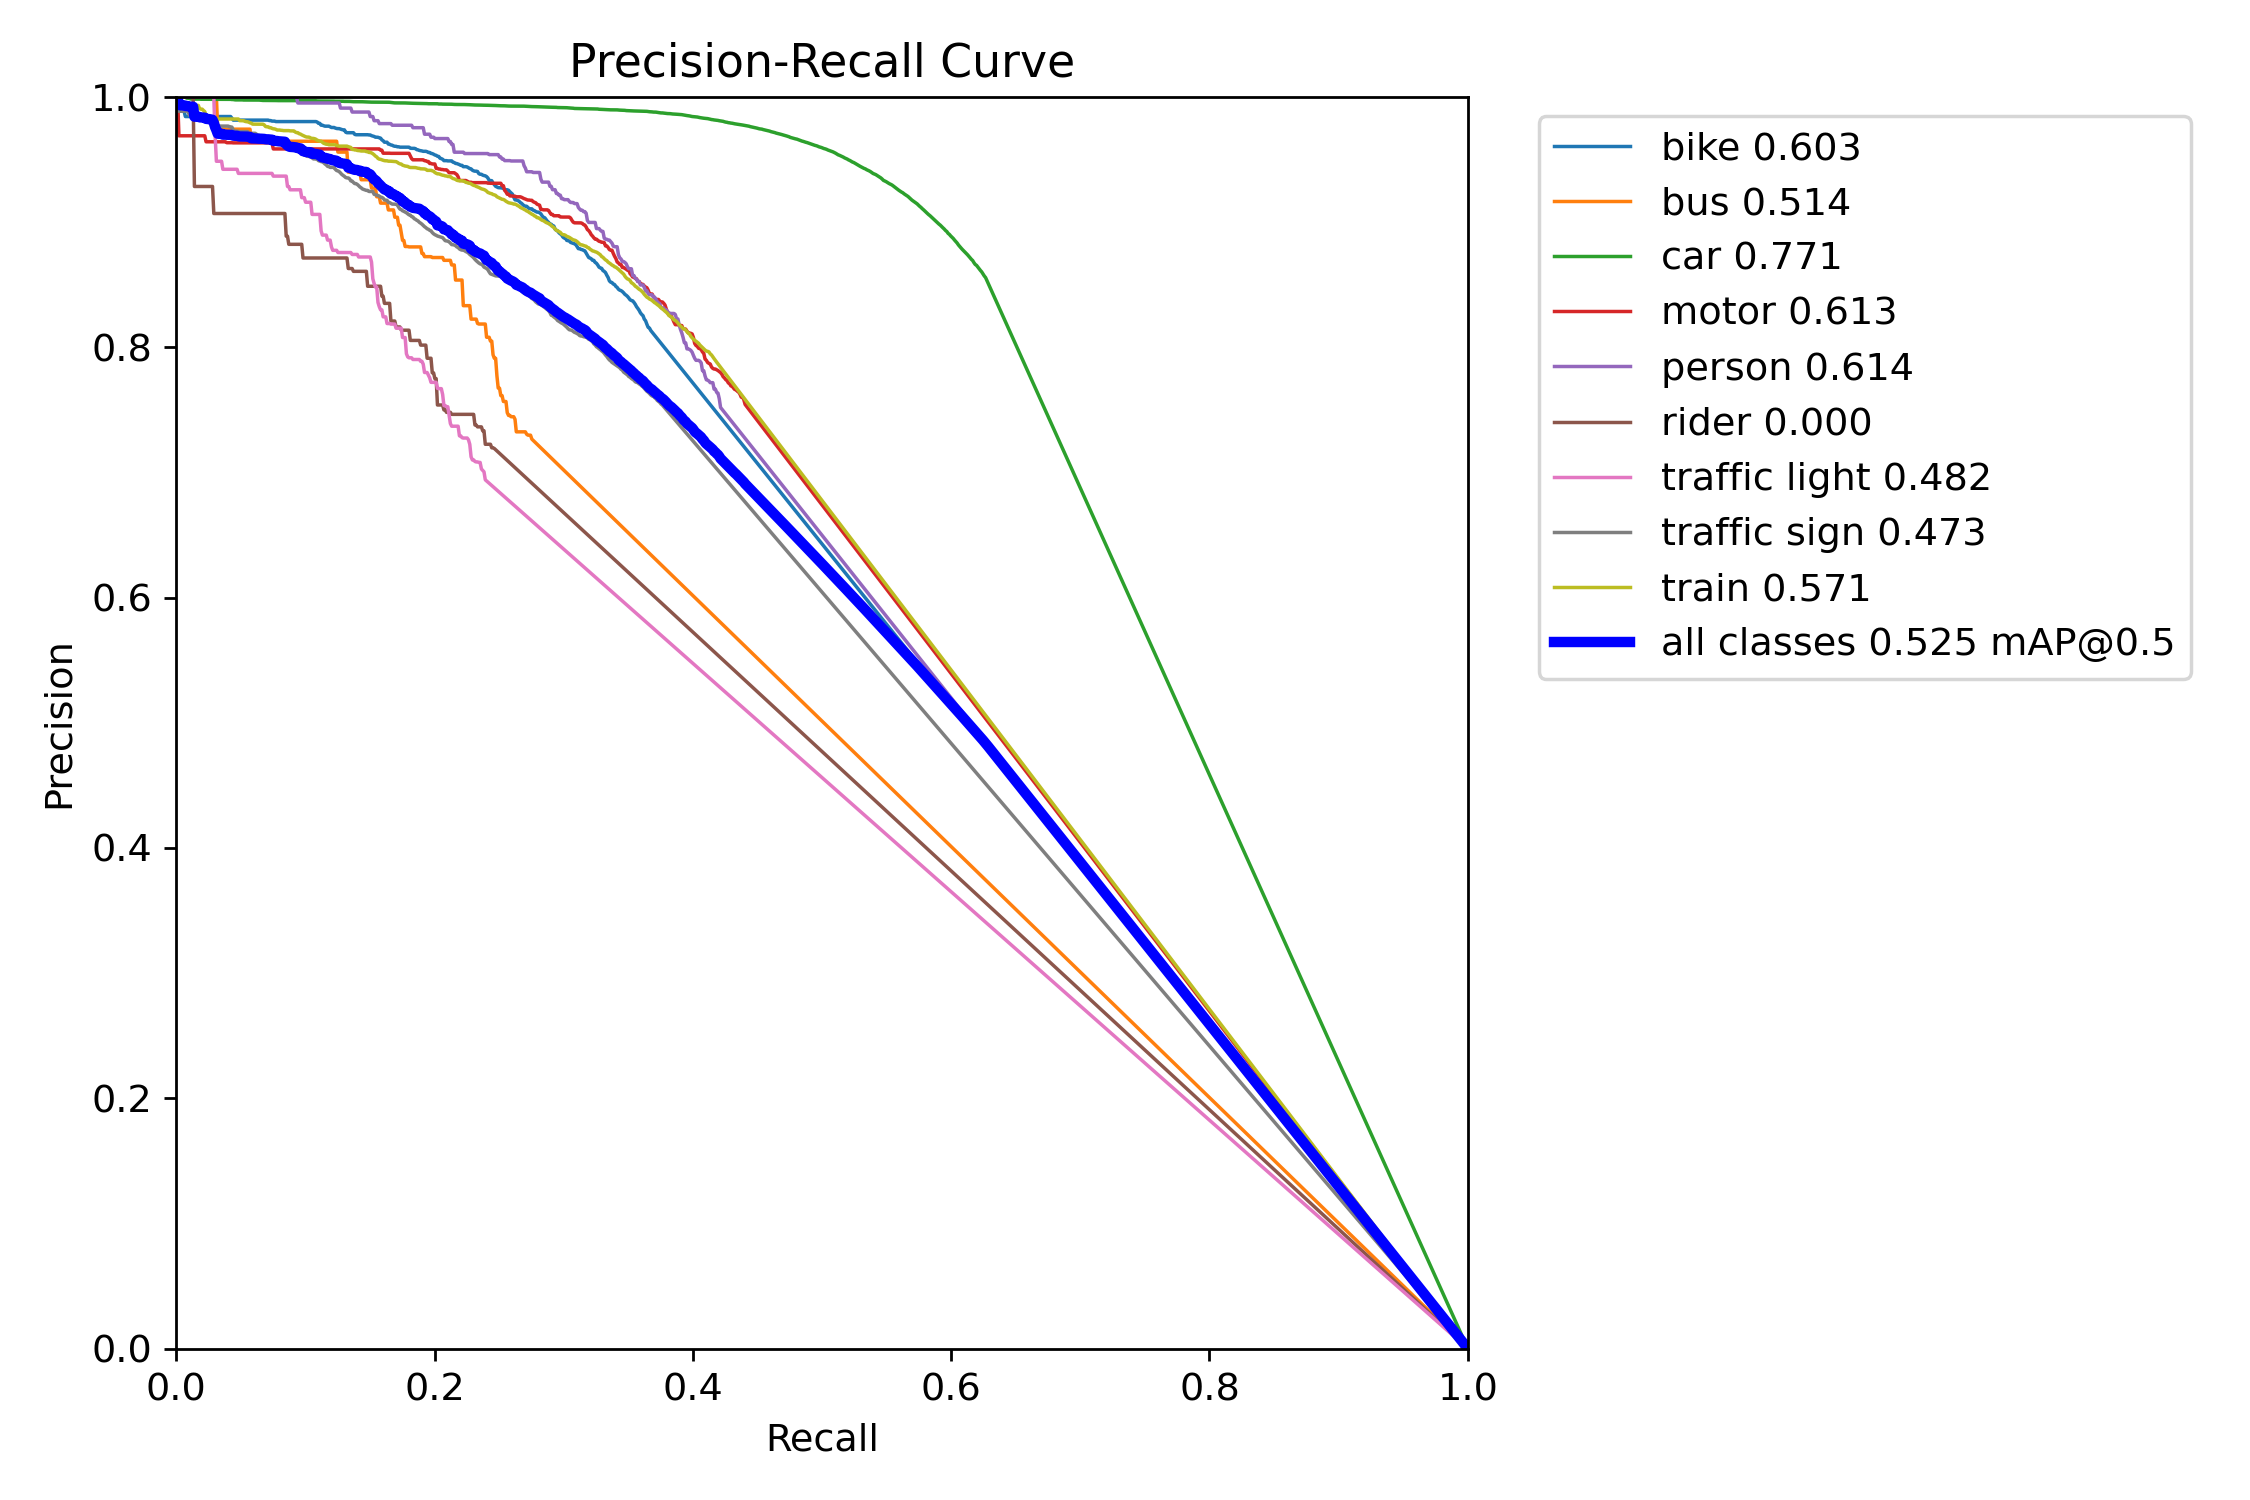 Precision-Recall Curve
1.0
0.8
0.6
0.4
0.2
0.0
Precision
0.0 0.2 0.4 0.6 0.8 1.0
Recall
bike 0.603
bus 0.514
car 0.771
motor 0.613
person 0.614
rider 0.000
traffic light 0.482
traffic sign 0.473
train 0.571
all classes 0.525 mAP@0.5